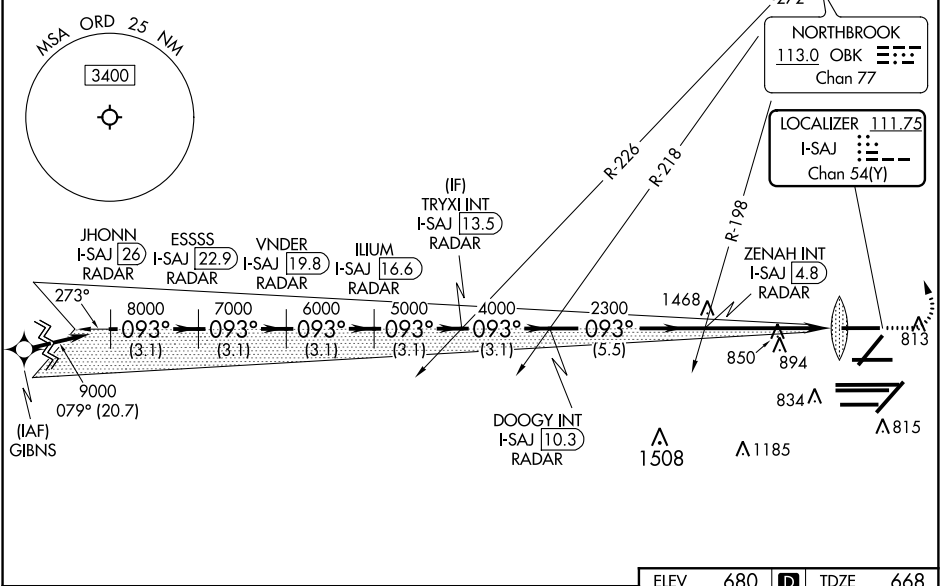 272°
MSA ORD 25 NM
3400
NORTHBROOK
113.0 OBK
Chan 77
LOCALIZER 111.75
I-SAJ
Chan 54(Y)
R-226
R-218
R-198
(IF)
TRYXI INT
I-SAJ 13.5
RADAR
JHONN
I-SAJ 26
RADAR
ESSSS
I-SAJ 22.9
RADAR
VNDER
I-SAJ 19.8
RADAR
ILIUM
I-SAJ 16.6
RADAR
ZENAH INT
I-SAJ 4.8
RADAR
273°
8000
093°
(3.1)
7000
093°
(3.1)
6000
093°
(3.1)
5000
093°
(3.1)
4000
093°
(3.1)
2300
093°
(5.5)
1468
850
894
813
834
815
1508
1185
9000
079° (20.7)
(IAF)
GIBNS
DOOGY INT
I-SAJ 10.3
RADAR
ELEV 680 D TDZE 668